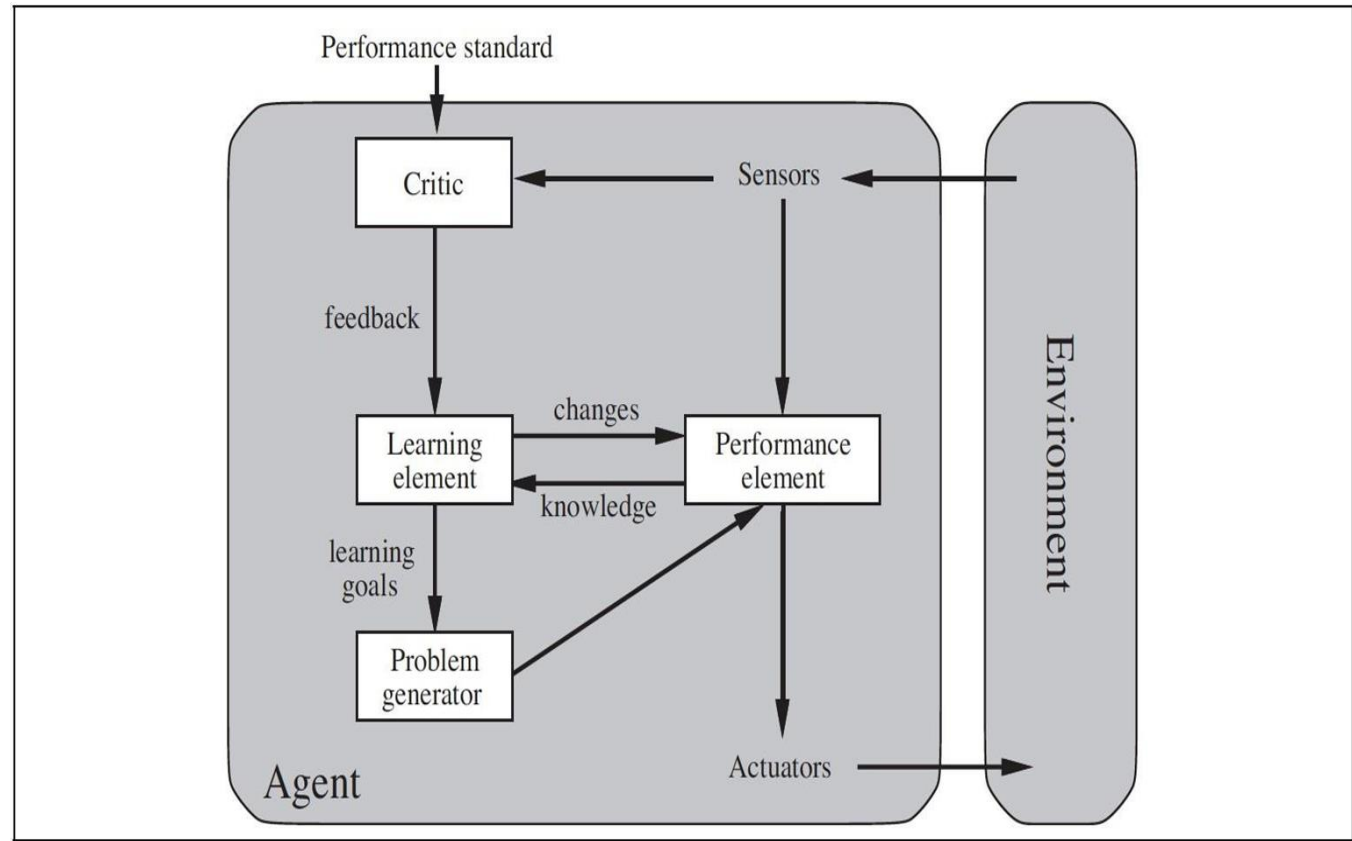 Performance standard
Critic
Sensors
feedback
changes
Learning
element
Performance
element
knowledge
learning
goals
Problem
generator
Actuators
Agent
Environment